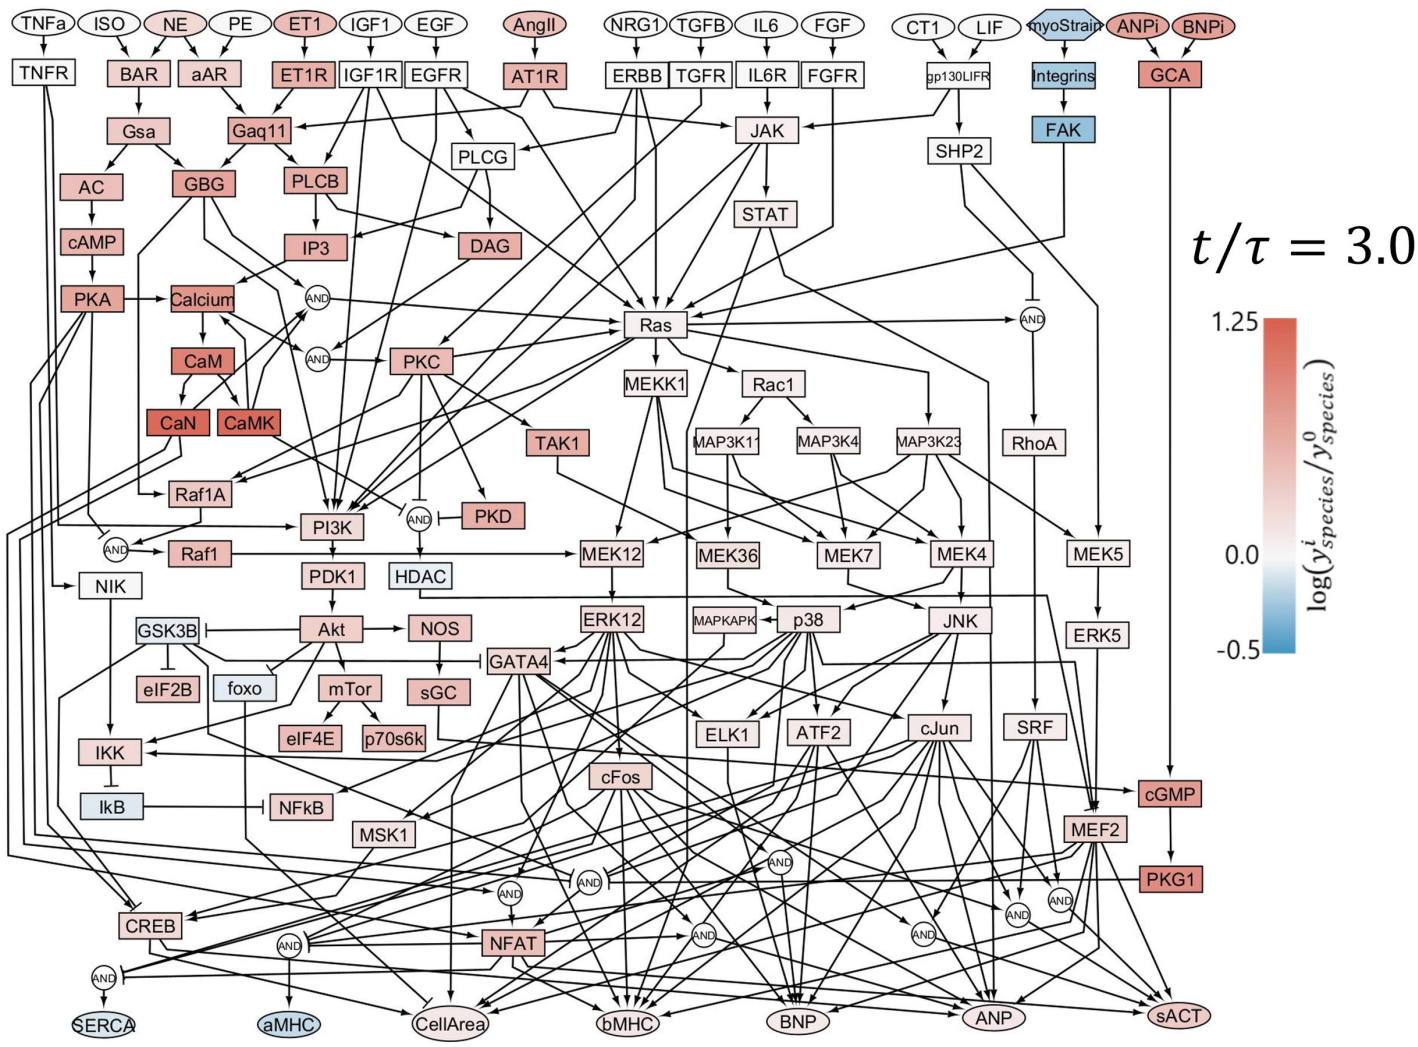 TNFa ISO NE PE ET1 IGF1 EGF AngII NRG1 TGFB IL6 FGF CT1 LIF myoStrain ANPi BNPi
TNFR BAR aAR ET1R IGF1R EGFR AT1R ERBB TGFR IL6R FGFR gp130LIFR Integrins GCA
Gsa Gaq11 JAK FAK
PLCG SHP2
AC GBG PLCB
STAT
cAMP IP3 DAG
t/τ = 3.0
PKA Calcium AND
Ras AND
1.25
CaM AND PKC
MEKK1 Rac1
CaN CaMK
TAK1 MAP3K11 MAP3K4 MAP3K23 RhoA
log(y^i_species/y^0_species)
Raf1A
PI3K AND PKD
AND Raf1 MEK12 MEK36 MEK7 MEK4 MEK5
0.0
NIK PDK1 HDAC
GSK3B Akt NOS ERK12 MAPKAPK p38 JNK ERK5
-0.5
GATA4
eIF2B foxo mTor sGC
IKK eIF4E p70s6k ELK1 ATF2 cJun SRF
cFos
IkB NFkB cGMP
MSK1 MEF2
AND
AND AND PKG1
AND AND
CREB
AND NFAT AND AND
AND
SERCA aMHC CellArea bMHC BNP ANP sACT